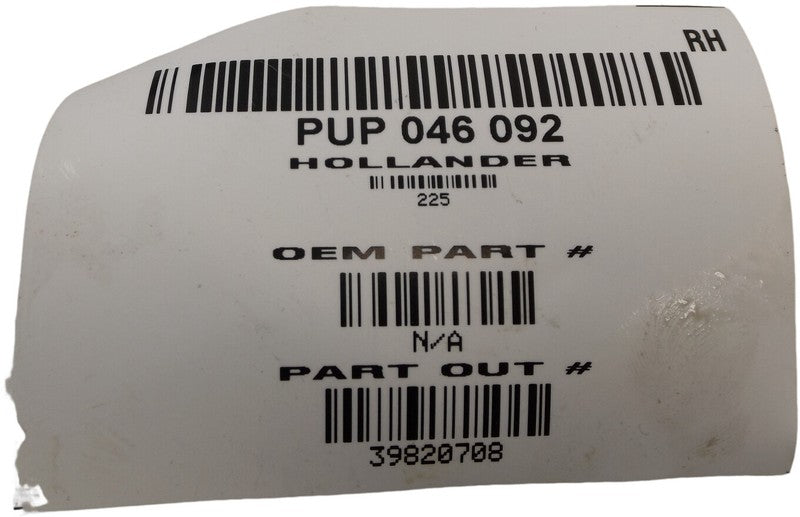 RH
PUP 046 092
HOLLANDER
225
OEM PART #
N/A
PART OUT #
39820708